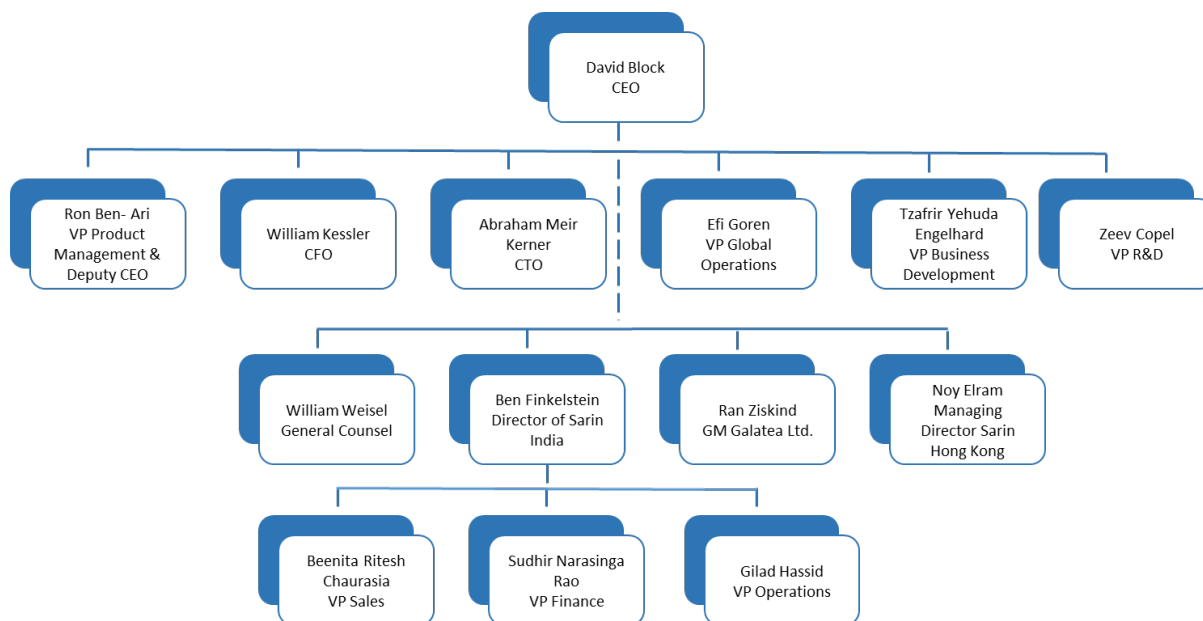 David Block
CEO
Ron Ben- Ari
VP Product
Management &
Deputy CEO
William Kessler
CFO
Abraham Meir
Kerner
CTO
Efi Goren
VP Global
Operations
Tzafrir Yehuda
Engelhard
VP Business
Development
Zeev Copel
VP R&D
William Weisel
General Counsel
Ben Finkelstein
Director of Sarin
India
Ran Ziskind
GM Galatea Ltd.
Noy Elram
Managing
Director Sarin
Hong Kong
Beenita Ritesh
Chaurasia
VP Sales
Sudhir Narasinga
Rao
VP Finance
Gilad Hassid
VP Operations